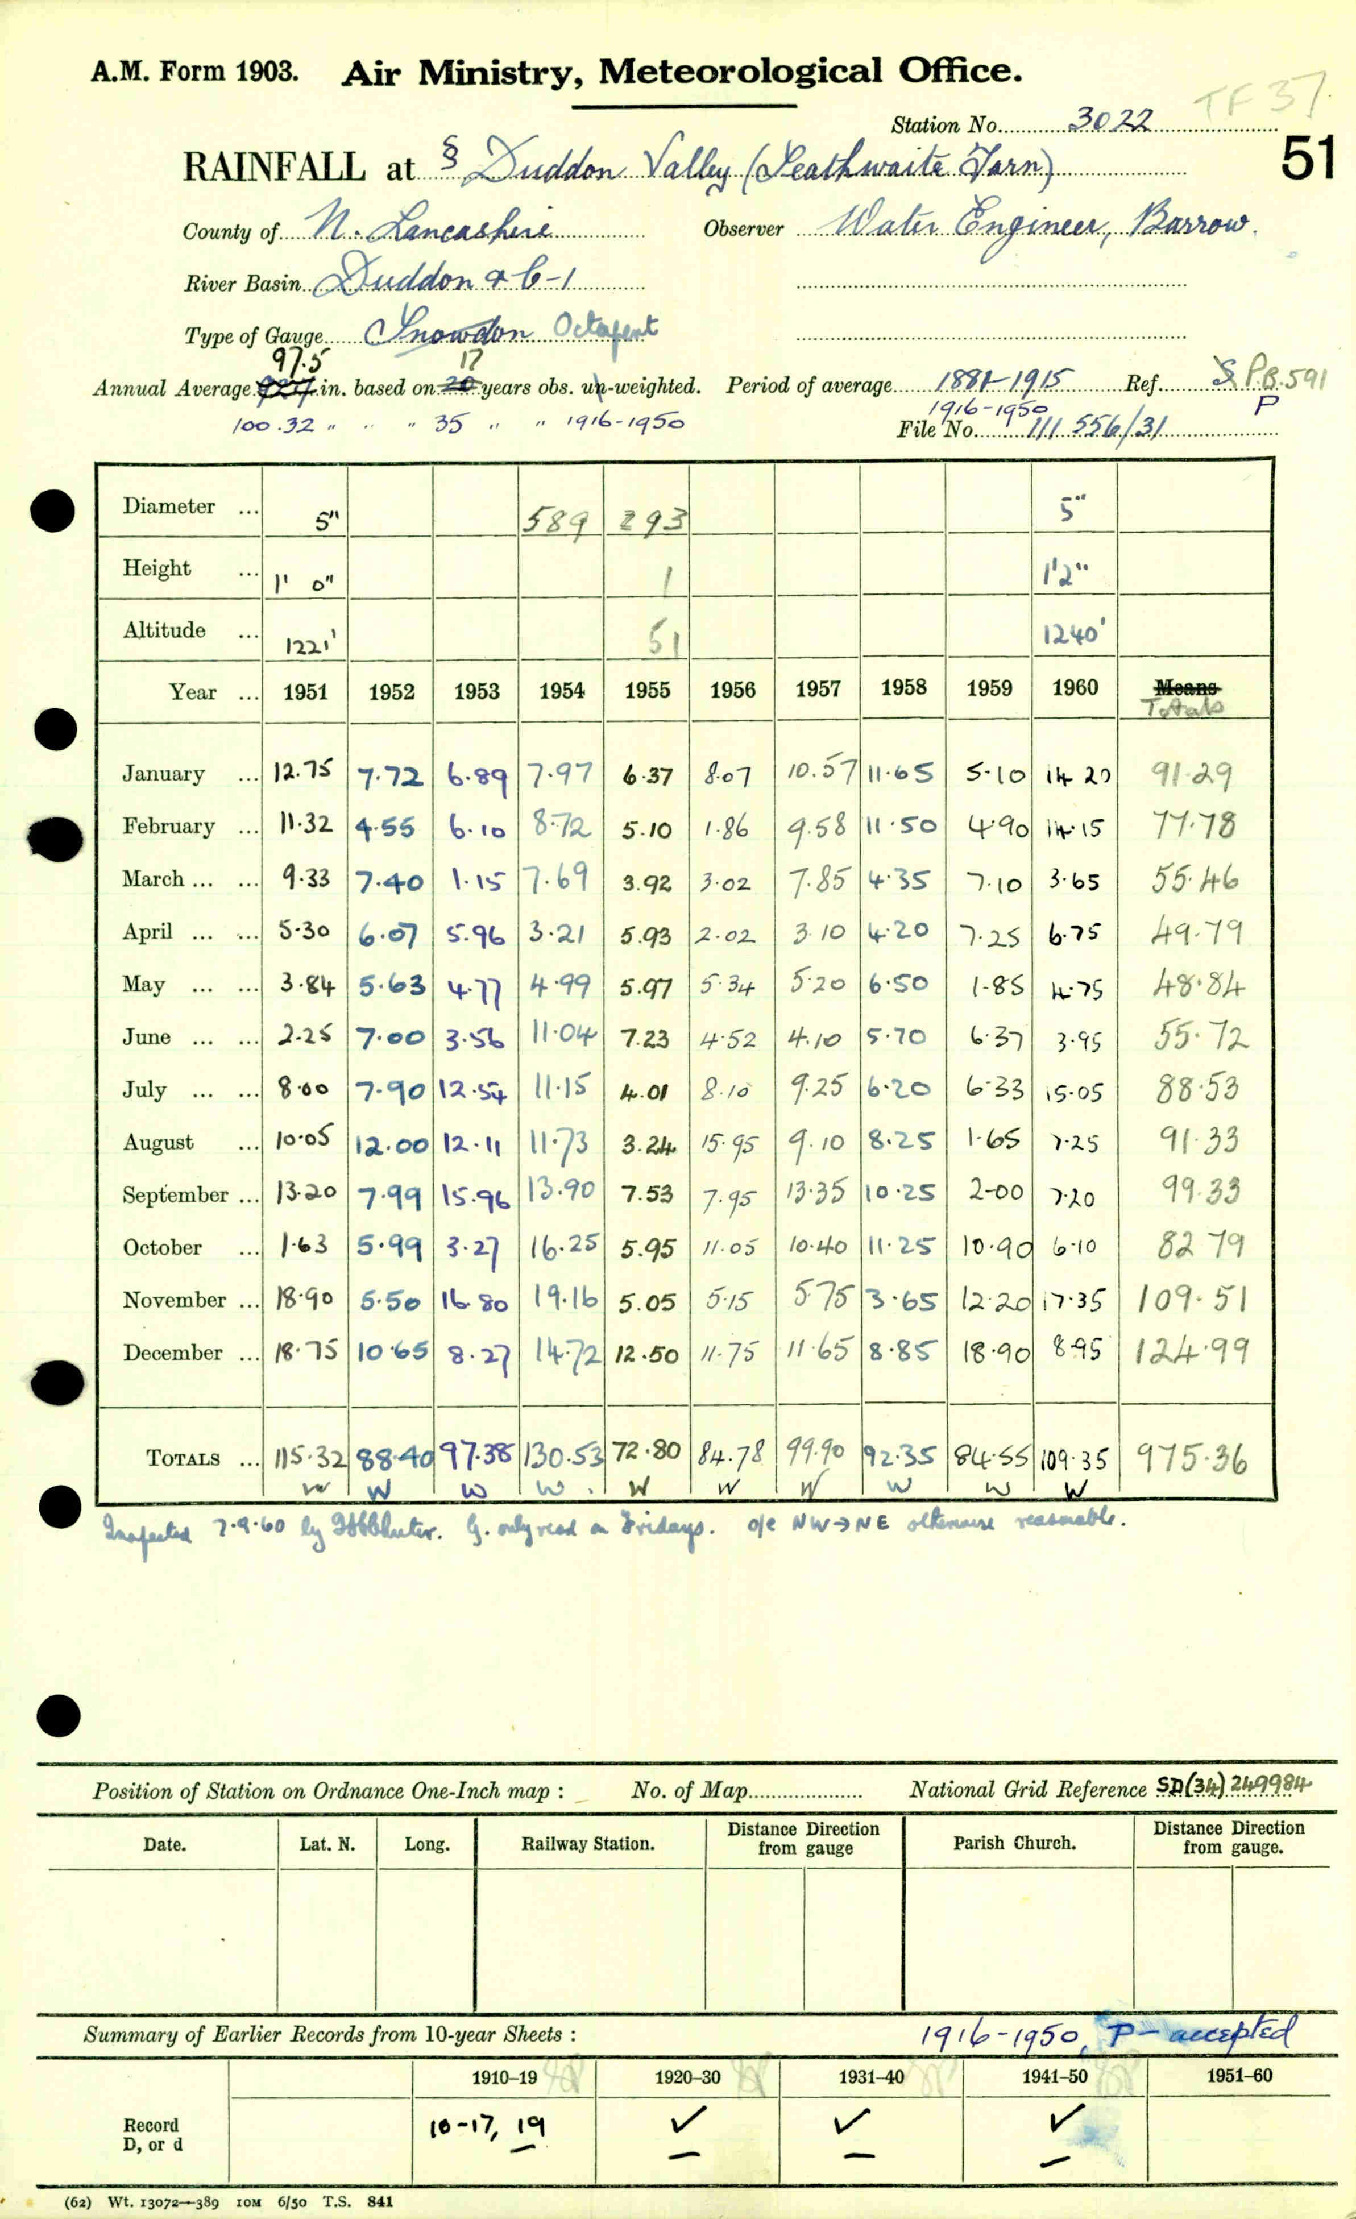 A.M. Form 1903. Air Ministry, Meteorological Office.
TF 37
Station No. 3022
51
RAINFALL at § Duddon Valley (Seathwaite Tarn)
County of N. Lancashire Observer Water Engineer, Barrow.
River Basin Duddon & b-1
Type of Gauge Snowdon Octapent
97.5 17
Annual Average in. based on 20 years obs. un-weighted. Period of average 1881-1915 Ref. S P.B.591
1916-1950 P
100.32 " " " 35 " " 1916-1950 File No. 111 556/31
Diameter ... 5" 589 293 5"
Height ... 1' 0" 1 1'2"
Altitude ... 1221' 51 1240'
Year ... 1951 1952 1953 1954 1955 1956 1957 1958 1959 1960 Means
Totals
January ... 12.75 7.72 6.89 7.97 6.37 8.07 10.57 11.65 5.10 14.20 91.29
February ... 11.32 4.55 6.10 8.72 5.10 1.86 9.58 11.50 4.90 14.15 77.78
March ... ... 9.33 7.40 1.15 7.69 3.92 3.02 7.85 4.35 7.10 3.65 55.46
April ... ... 5.30 6.07 5.96 3.21 5.93 2.02 3.10 4.20 7.25 6.75 49.79
May ... ... 3.84 5.63 4.77 4.99 5.97 5.34 5.20 6.50 1.85 4.75 48.84
June ... ... 2.25 7.00 3.56 11.04 7.23 4.52 4.10 5.70 6.37 3.95 55.72
July ... ... 8.00 7.90 12.54 11.15 4.01 8.10 9.25 6.20 6.33 15.05 88.53
August ... 10.05 12.00 12.11 11.73 3.24 15.95 9.10 8.25 1.65 7.25 91.33
September ... 13.20 7.99 15.96 13.90 7.53 7.95 13.35 10.25 2.00 7.20 99.33
October ... 1.63 5.99 3.27 16.25 5.95 11.05 10.40 11.25 10.90 6.10 82.79
November ... 18.90 5.50 16.80 19.16 5.05 5.15 5.75 3.65 12.20 17.35 109.51
December ... 18.75 10.65 8.27 14.72 12.50 11.75 11.65 8.85 18.90 8.95 124.99
TOTALS ... 115.32 88.40 97.38 130.53 72.80 84.78 99.90 92.35 84.55 109.35 975.36
W W W W W W W W W W
Inspected 7.9.60 by G. only read on Fridays. o/e NW→NE otherwise reasonable.
Position of Station on Ordnance One-Inch map : No. of Map National Grid Reference SD(34) 249984
Date. Lat. N. Long. Railway Station. Distance from Direction gauge Parish Church. Distance from Direction gauge.
Summary of Earlier Records from 10-year Sheets : 1916-1950, P- accepted
1910–19 1920–30 1931–40 1941–50 1951–60
Record 10-17, 19 ✓ ✓ ✓
D, or d
(62) Wt. 13072—389 10M 6/50 T.S. 841